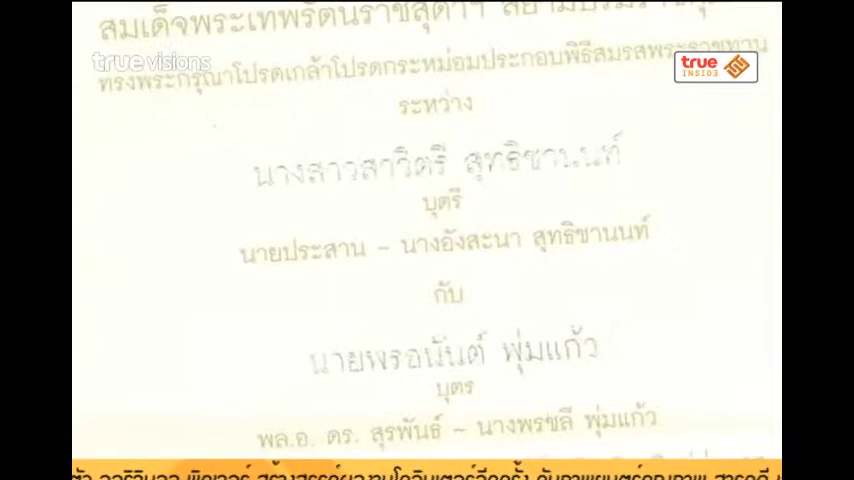 สมเด็จพระเทพรัตนราชสุดาฯ
true visions
true
INSIDE
ทรงพระกรุณาโปรดเกล้าโปรดกระหม่อมประกอบพิธีสมรสพระราชทาน
ระหว่าง
นางสาวสาวิตรี สุทธิชานนท์
บุตรี
นายประสาน - นางอังสะนา สุทธิชานนท์
กับ
นายพรอนันต์ พุ่มแก้ว
บุตร
พล.อ. ดร. สุรพันธ์ - นางพรชลี พุ่มแก้ว